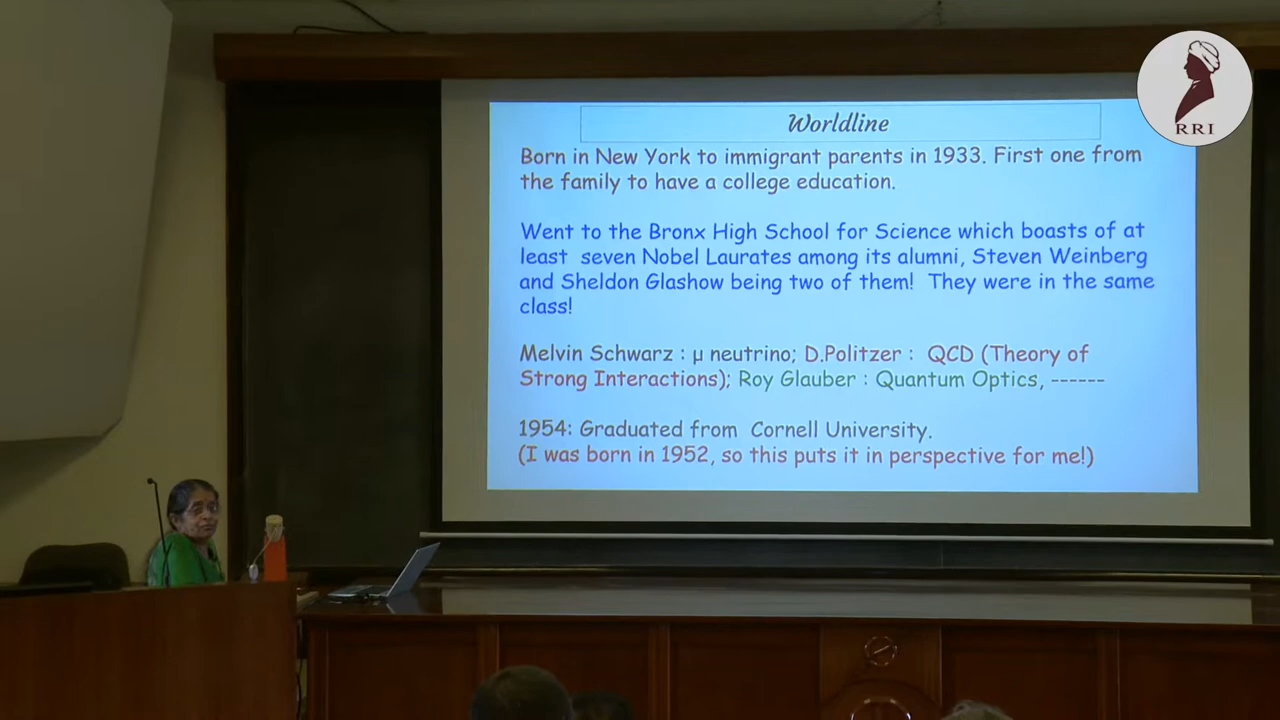 Worldline
RRI
Born in New York to immigrant parents in 1933. First one from
the family to have a college education.
Went to the Bronx High School for Science which boasts of at
least seven Nobel Laurates among its alumni, Steven Weinberg
and Sheldon Glashow being two of them! They were in the same
class!
Melvin Schwarz : µ neutrino; D.Politzer : QCD (Theory of
Strong Interactions); Roy Glauber : Quantum Optics, ------
1954: Graduated from Cornell University.
(I was born in 1952, so this puts it in perspective for me!)